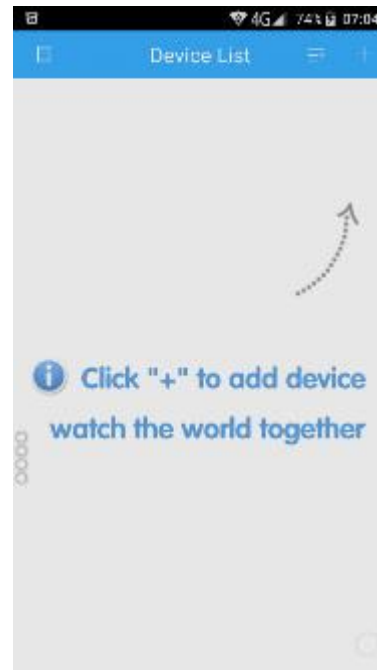 4G 74% 07:04
Device List
Click "+" to add device
watch the world together